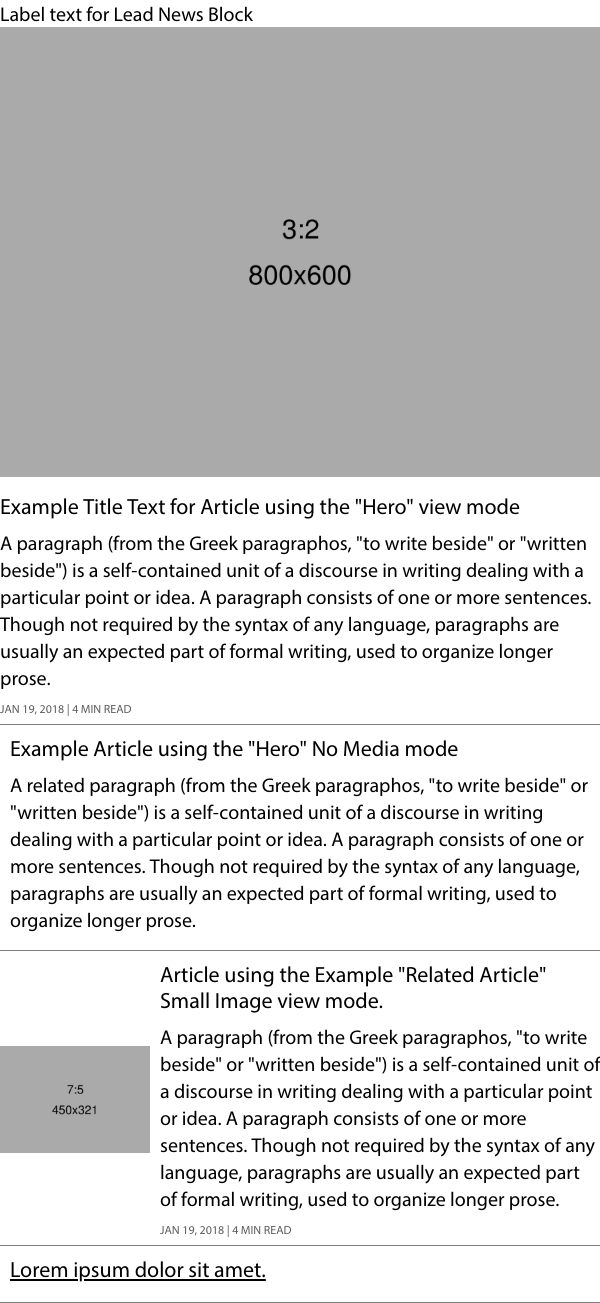 Label text for Lead News Block
3:2
800x600
Example Title Text for Article using the "Hero" view mode
A paragraph (from the Greek paragraphos, "to write beside" or "written
beside") is a self-contained unit of a discourse in writing dealing with a
particular point or idea. A paragraph consists of one or more sentences.
Though not required by the syntax of any language, paragraphs are
usually an expected part of formal writing, used to organize longer
prose.
JAN 19, 2018 | 4 MIN READ
Example Article using the "Hero" No Media mode
A related paragraph (from the Greek paragraphos, "to write beside" or
"written beside") is a self-contained unit of a discourse in writing
dealing with a particular point or idea. A paragraph consists of one or
more sentences. Though not required by the syntax of any language,
paragraphs are usually an expected part of formal writing, used to
organize longer prose.
Article using the Example "Related Article"
Small Image view mode.
7:5
450x321
A paragraph (from the Greek paragraphos, "to write
beside" or "written beside") is a self-contained unit of
a discourse in writing dealing with a particular point
or idea. A paragraph consists of one or more
sentences. Though not required by the syntax of any
language, paragraphs are usually an expected part
of formal writing, used to organize longer prose.
JAN 19, 2018 | 4 MIN READ
Lorem ipsum dolor sit amet.